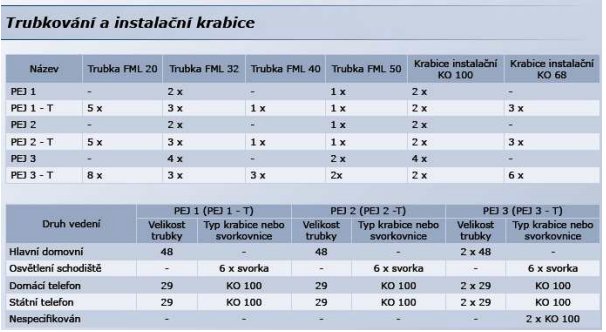 Trubkování a instalační krabice
Název Trubka FML 20 Trubka FML 32 Trubka FML 40 Trubka FML 50 Krabice instalační KO 100 Krabice instalační KO 68
PEJ 1 - 2 x - 1 x 2 x -
PEJ 1 - T 5 x 3 x 1 x 1 x 2 x 3 x
PEJ 2 - 2 x - 1 x 2 x -
PEJ 2 - T 5 x 3 x 1 x 1 x 2 x 3 x
PEJ 3 - 4 x - 2 x 4 x -
PEJ 3 - T 8 x 3 x 3 x 2x 2 x 6 x
Druh vedení PEJ 1 (PEJ 1 - T) PEJ 2 (PEJ 2 -T) PEJ 3 (PEJ 3 - T)
Velikost trubky Typ krabice nebo svorkovnice Velikost trubky Typ krabice nebo svorkovnice Velikost trubky Typ krabice nebo svorkovnice
Hlavní domovní 48 - 48 - 2 x 48 -
Osvětlení schodiště - 6 x svorka - 6 x svorka - 6 x svorka
Domácí telefon 29 KO 100 29 KO 100 2 x 29 KO 100
Státní telefon 29 KO 100 29 KO 100 2 x 29 KO 100
Nespecifikován - - - - - 2 x KO 100